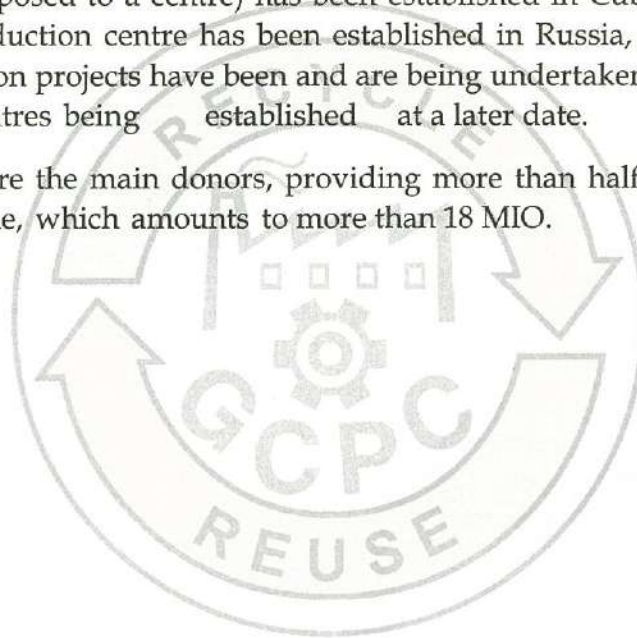 posed to a centre) has been established in
duction centre has been established in Russia,
on projects have been and are being undertaken
tres being established at a later date.
re the main donors, providing more than half
e, which amounts to more than 18 MIO.
RECYCLE
GCPC
REUSE